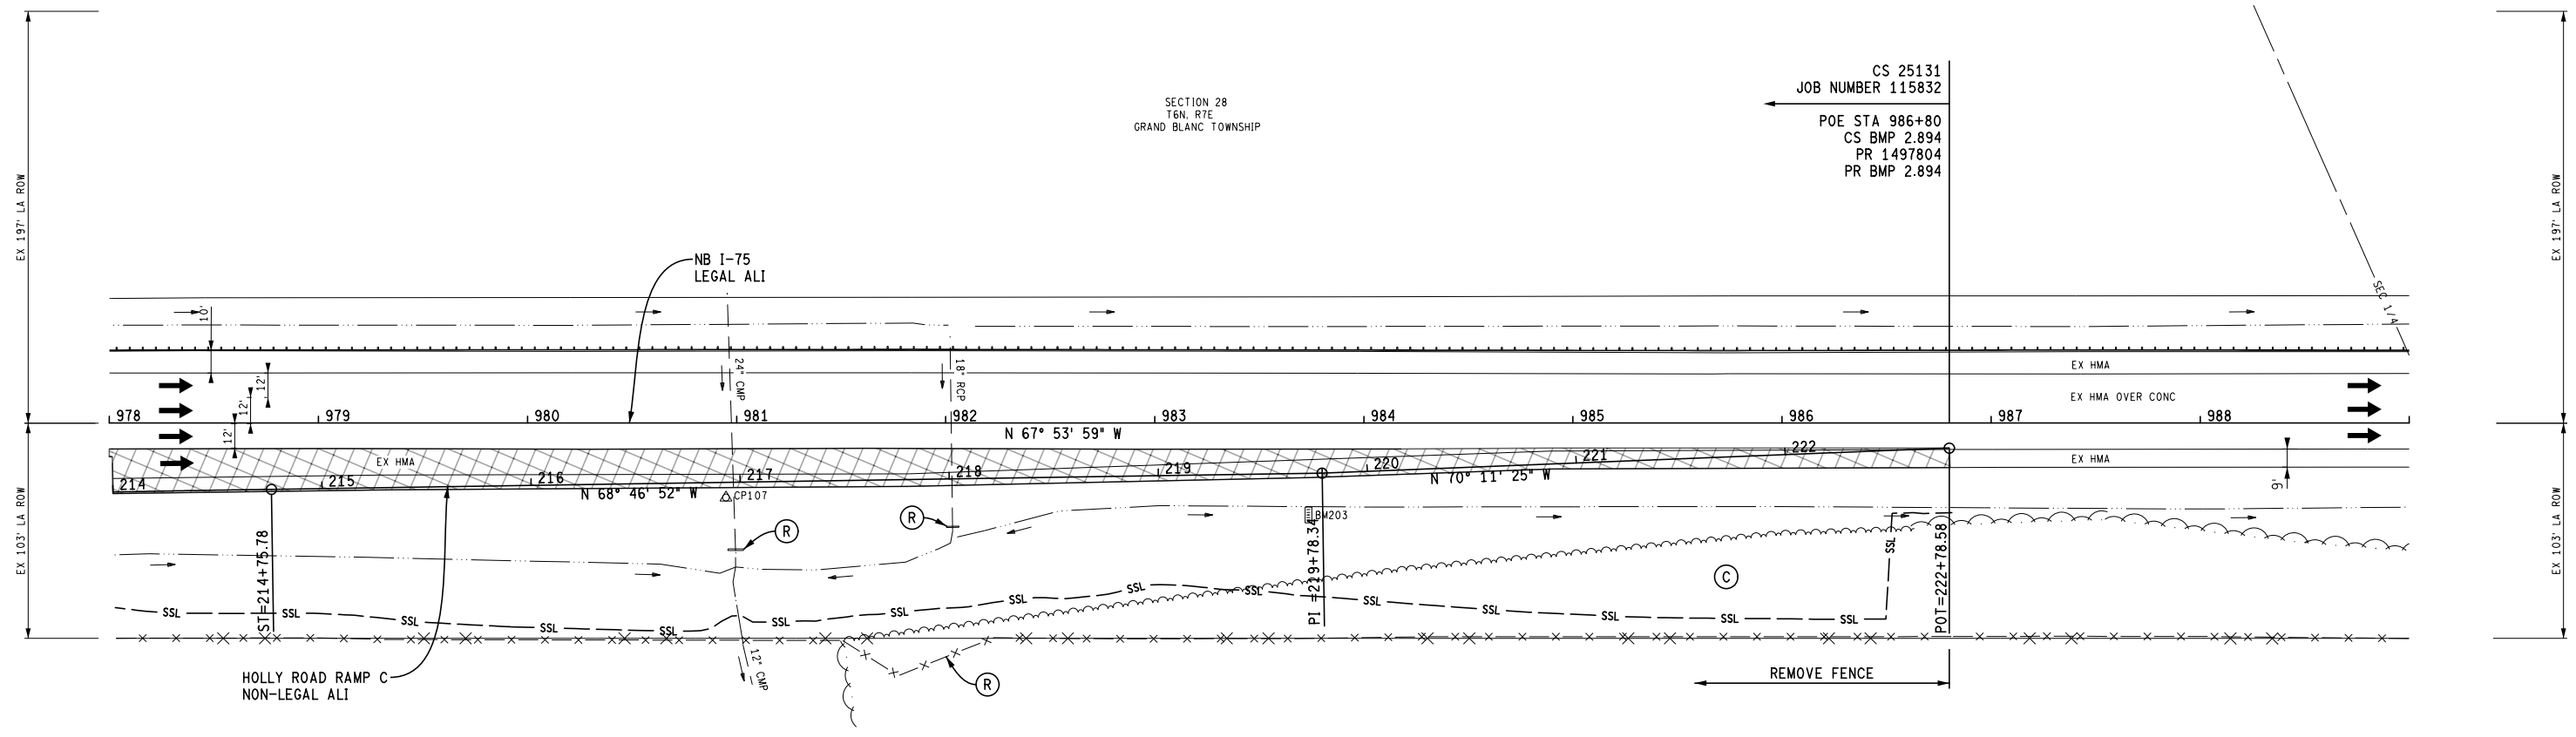 CS 25131
JOB NUMBER 115832
POE STA 986+80
CS BMP 2.894
PR 1497804
PR BMP 2.894
SECTION 28
T6N, R7E
GRAND BLANC TOWNSHIP
EX 197' LA ROW
EX 197' LA ROW
NB I-75
LEGAL ALI
SEC 1/4
10'
12'
12'
12'
24" CMP
18" RCP
EX HMA
EX HMA OVER CONC
978
979
980
981
982
983
984
985
986
987
988
N 67° 53' 59" W
EX HMA
EX HMA
214
215
216
217
218
219
220
221
222
N 68° 46' 52" W
N 70° 11' 25" W
CP107
BM203
9'
R
R
C
EX 103' LA ROW
EX 103' LA ROW
ST=214+75.78
PI =219+78.34
POT=222+78.58
SSL SSL SSL SSL SSL SSL SSL SSL SSL SSL SSL SSL SSL SSL SSL SSL
12" CMP
R
HOLLY ROAD RAMP C
NON-LEGAL ALI
REMOVE FENCE